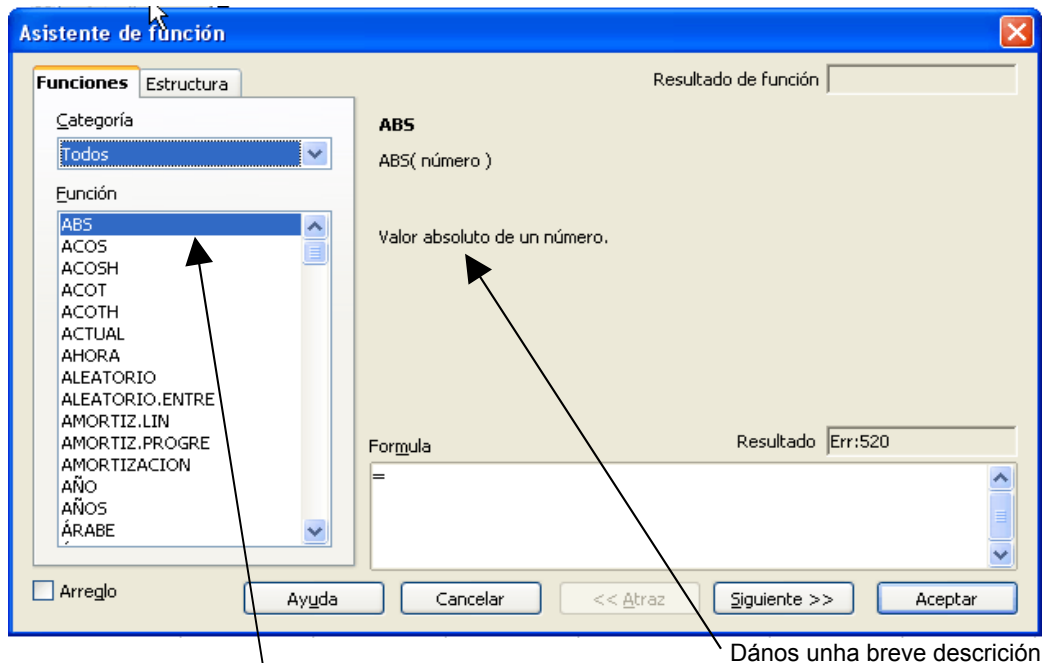 Asistente de función
Funciones Estructura
Resultado de función
Categoría
Todos
ABS
ABS( número )
Función
ABS
ACOS
ACOSH
ACOT
ACOTH
ACTUAL
AHORA
ALEATORIO
ALEATORIO.ENTRE
AMORTIZ.LIN
AMORTIZ.PROGRE
AMORTIZACION
AÑO
AÑOS
ÁRABE
Valor absoluto de un número.
Formula
Resultado Err:520
=
Arreglo
Ayuda Cancelar << Atraz Siguiente >> Aceptar
Dános unha breve descrición